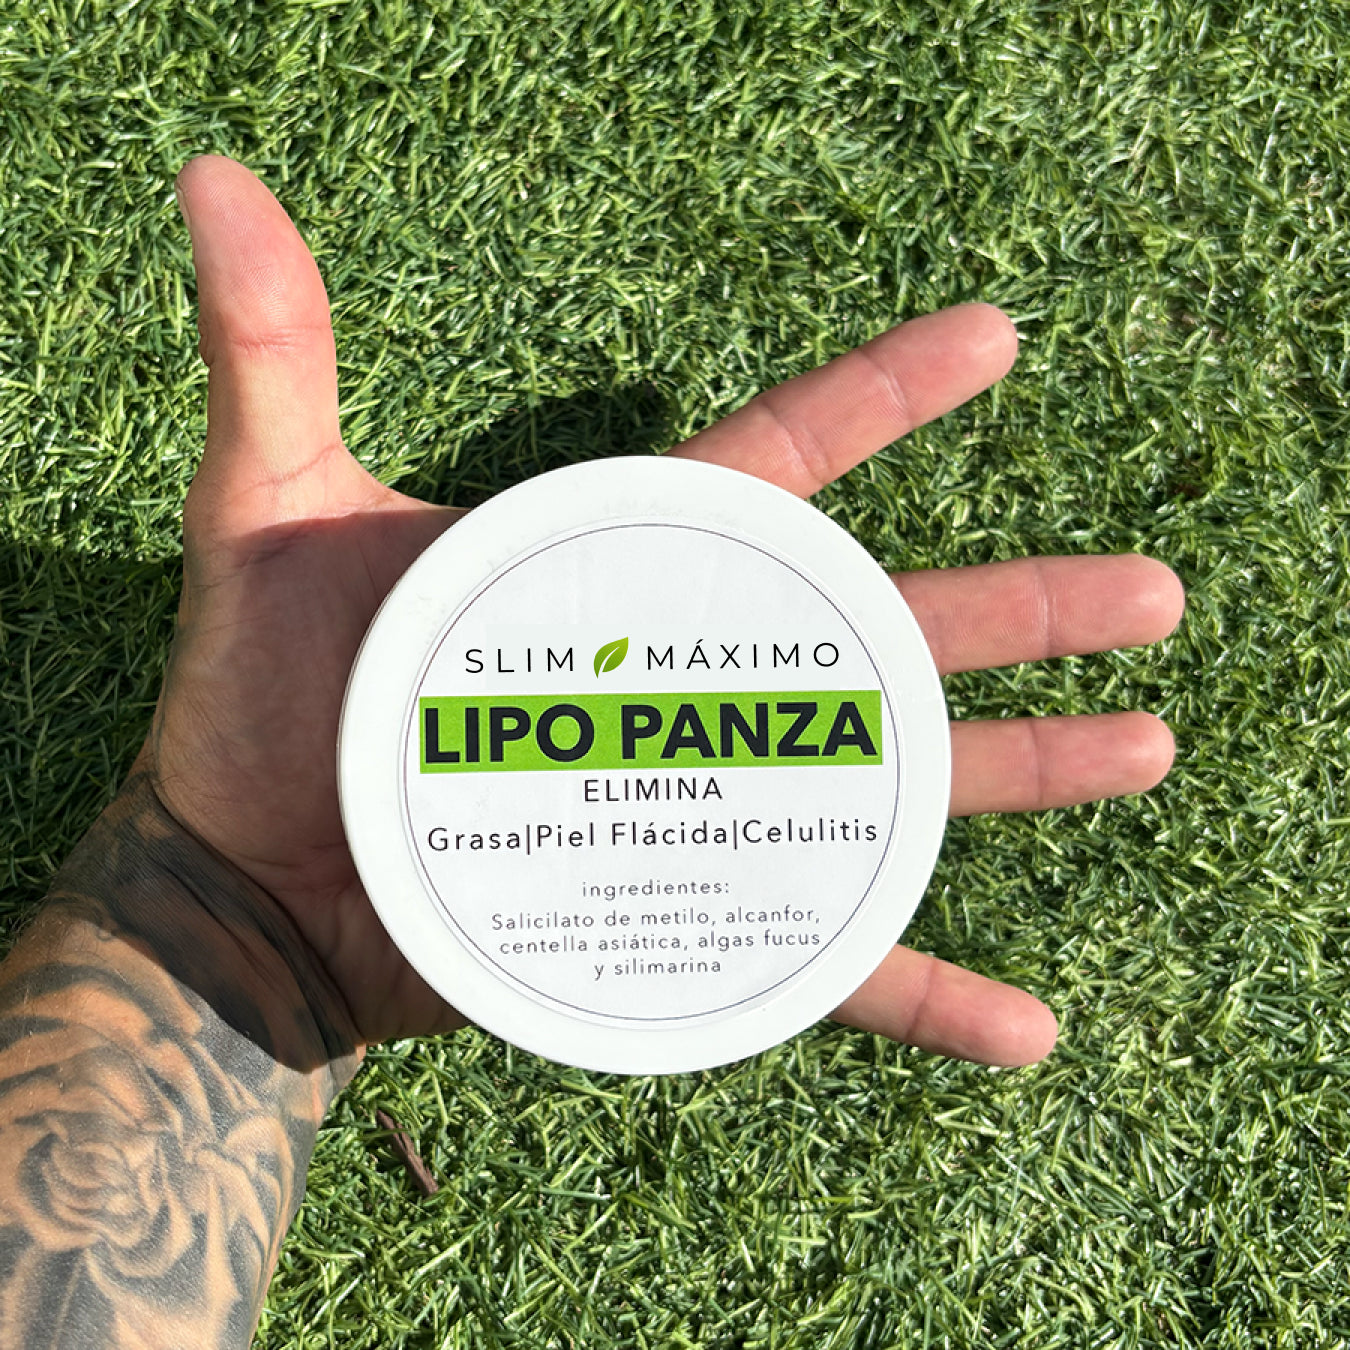 SLIM MÁXIMO
LIPO PANZA
ELIMINA
Grasa|Piel Flácida|Celulitis
ingredientes:
Salicilato de metilo, alcanfor,
centella asiática, algas fucus
y silimarina